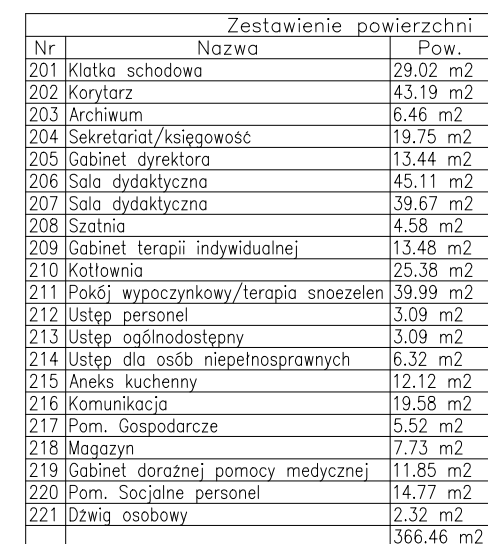 Zestawienie powierzchni
Nr Nazwa Pow.
201 Klatka schodowa 29.02 m2
202 Korytarz 43.19 m2
203 Archiwum 6.46 m2
204 Sekretariat/księgowość 19.75 m2
205 Gabinet dyrektora 13.44 m2
206 Sala dydaktyczna 45.11 m2
207 Sala dydaktyczna 39.67 m2
208 Szatnia 4.58 m2
209 Gabinet terapii indywidualnej 13.48 m2
210 Kotłownia 25.38 m2
211 Pokój wypoczynkowy/terapia snoezelen 39.99 m2
212 Ustęp personel 3.09 m2
213 Ustęp ogólnodostępny 3.09 m2
214 Ustęp dla osób niepełnosprawnych 6.32 m2
215 Aneks kuchenny 12.12 m2
216 Komunikacja 19.58 m2
217 Pom. Gospodarcze 5.52 m2
218 Magazyn 7.73 m2
219 Gabinet doraźnej pomocy medycznej 11.85 m2
220 Pom. Socjalne personel 14.77 m2
221 Dźwig osobowy 2.32 m2
366.46 m2